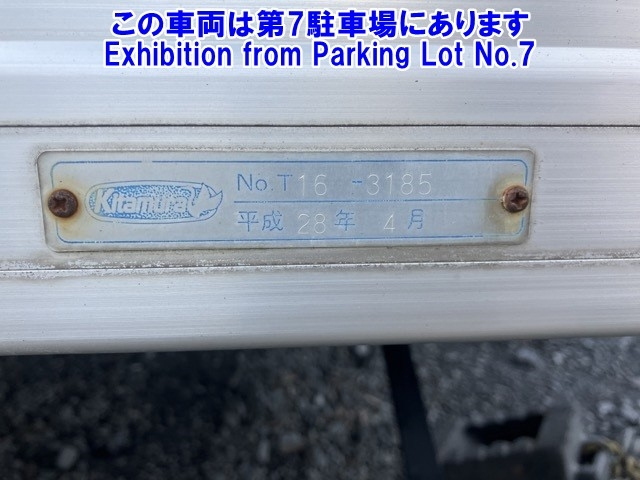 この車両は第7駐車場にあります
Exhibition from Parking Lot No.7
Kitamura
No.T16 -3185
平成 28年 4月